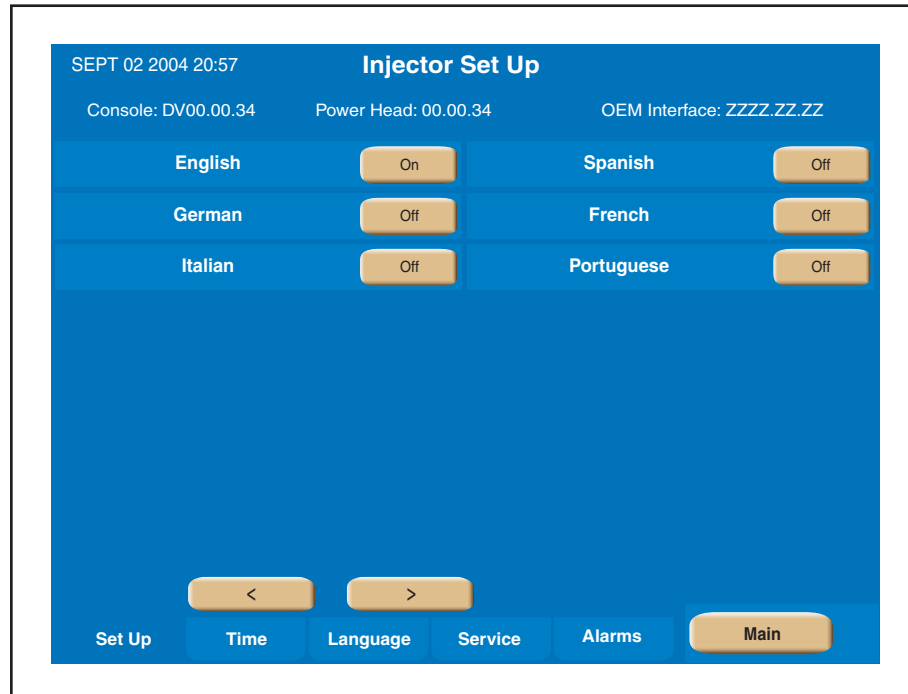 SEPT 02 2004 20:57 Injector Set Up
Console: DV00.00.34 Power Head: 00.00.34 OEM Interface: ZZZZ.ZZ.ZZ
English On Spanish Off
German Off French Off
Italian Off Portuguese Off
< >
Set Up Time Language Service Alarms Main